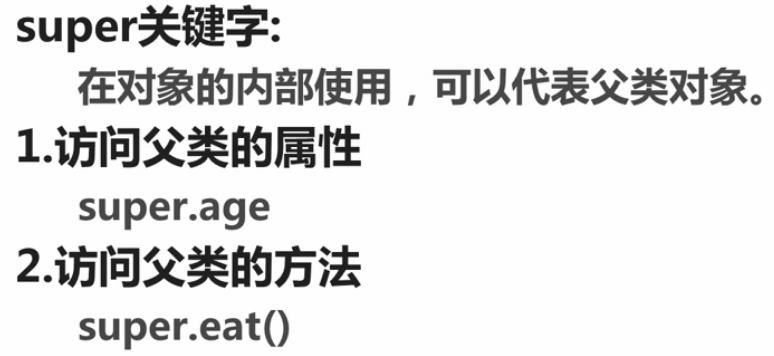 super关键字:
在对象的内部使用，可以代表父类对象。
1.访问父类的属性
super.age
2.访问父类的方法
super.eat()